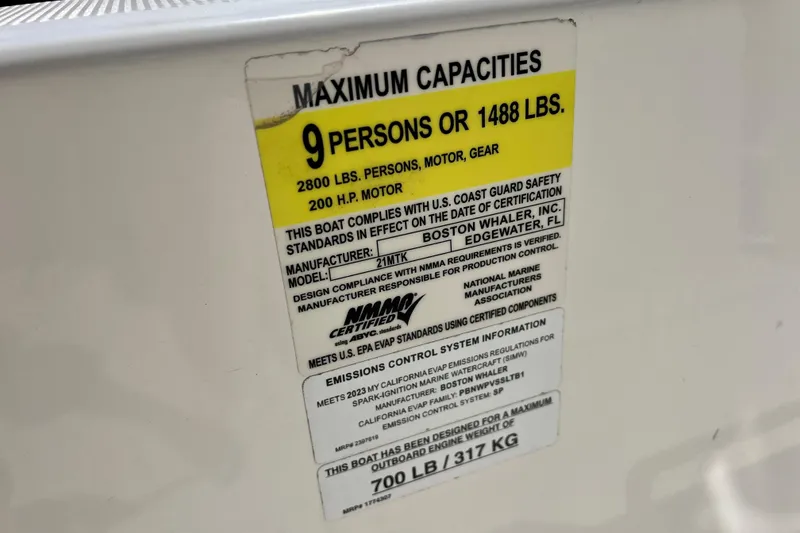 MAXIMUM CAPACITIES
9 PERSONS OR 1488 LBS.
2800 LBS. PERSONS, MOTOR, GEAR
200 H.P. MOTOR
THIS BOAT COMPLIES WITH U.S. COAST GUARD SAFETY
STANDARDS IN EFFECT ON THE DATE OF CERTIFICATION
MANUFACTURER: BOSTON WHALER, INC.
EDGEWATER, FL
MODEL: 21MTK
DESIGN COMPLIANCE WITH NMMA REQUIREMENTS IS VERIFIED.
MANUFACTURER RESPONSIBLE FOR PRODUCTION CONTROL.
NMMA
CERTIFIED
using ABYC standards
NATIONAL MARINE
MANUFACTURERS
ASSOCIATION
MEETS U.S. EPA EVAP STANDARDS USING CERTIFIED COMPONENTS
EMISSIONS CONTROL SYSTEM INFORMATION
MEETS 2023 MY CALIFORNIA EVAP EMISSIONS REGULATIONS FOR
SPARK-IGNITION MARINE WATERCRAFT (SIMW)
MANUFACTURER: BOSTON WHALER
CALIFORNIA EVAP FAMILY: PBNWPVSSLTB1
EMISSION CONTROL SYSTEM: SP
MRP#
THIS BOAT HAS BEEN DESIGNED FOR A MAXIMUM
OUTBOARD ENGINE WEIGHT OF
700 LB / 317 KG
MRP#